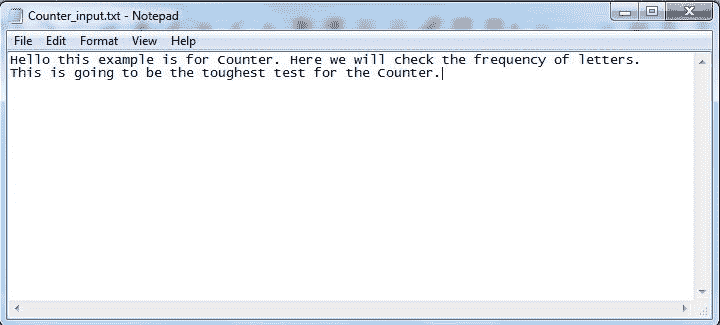 Counter_input.txt - Notepad
File Edit Format View Help
Hello this example is for Counter. Here we will check the frequency of letters.
This is going to be the toughest test for the Counter.